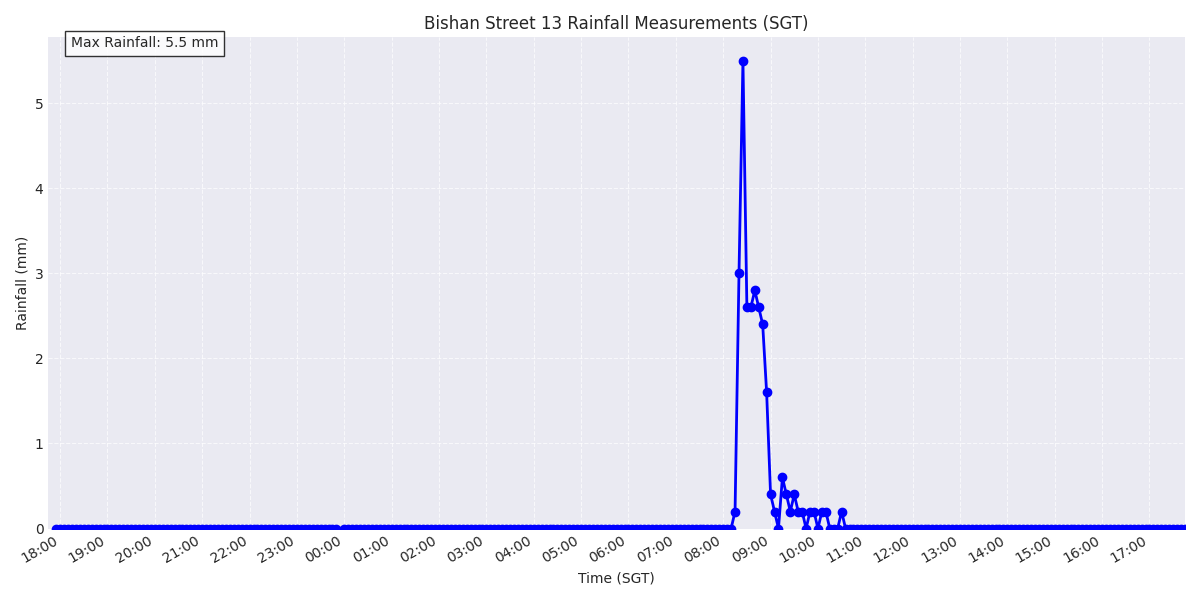 Bishan Street 13 Rainfall Measurements (SGT)
Max Rainfall: 5.5 mm
Rainfall (mm)
5
4
3
2
1
0
18:00 19:00 20:00 21:00 22:00 23:00 00:00 01:00 02:00 03:00 04:00 05:00 06:00 07:00 08:00 09:00 10:00 11:00 12:00 13:00 14:00 15:00 16:00 17:00
Time (SGT)